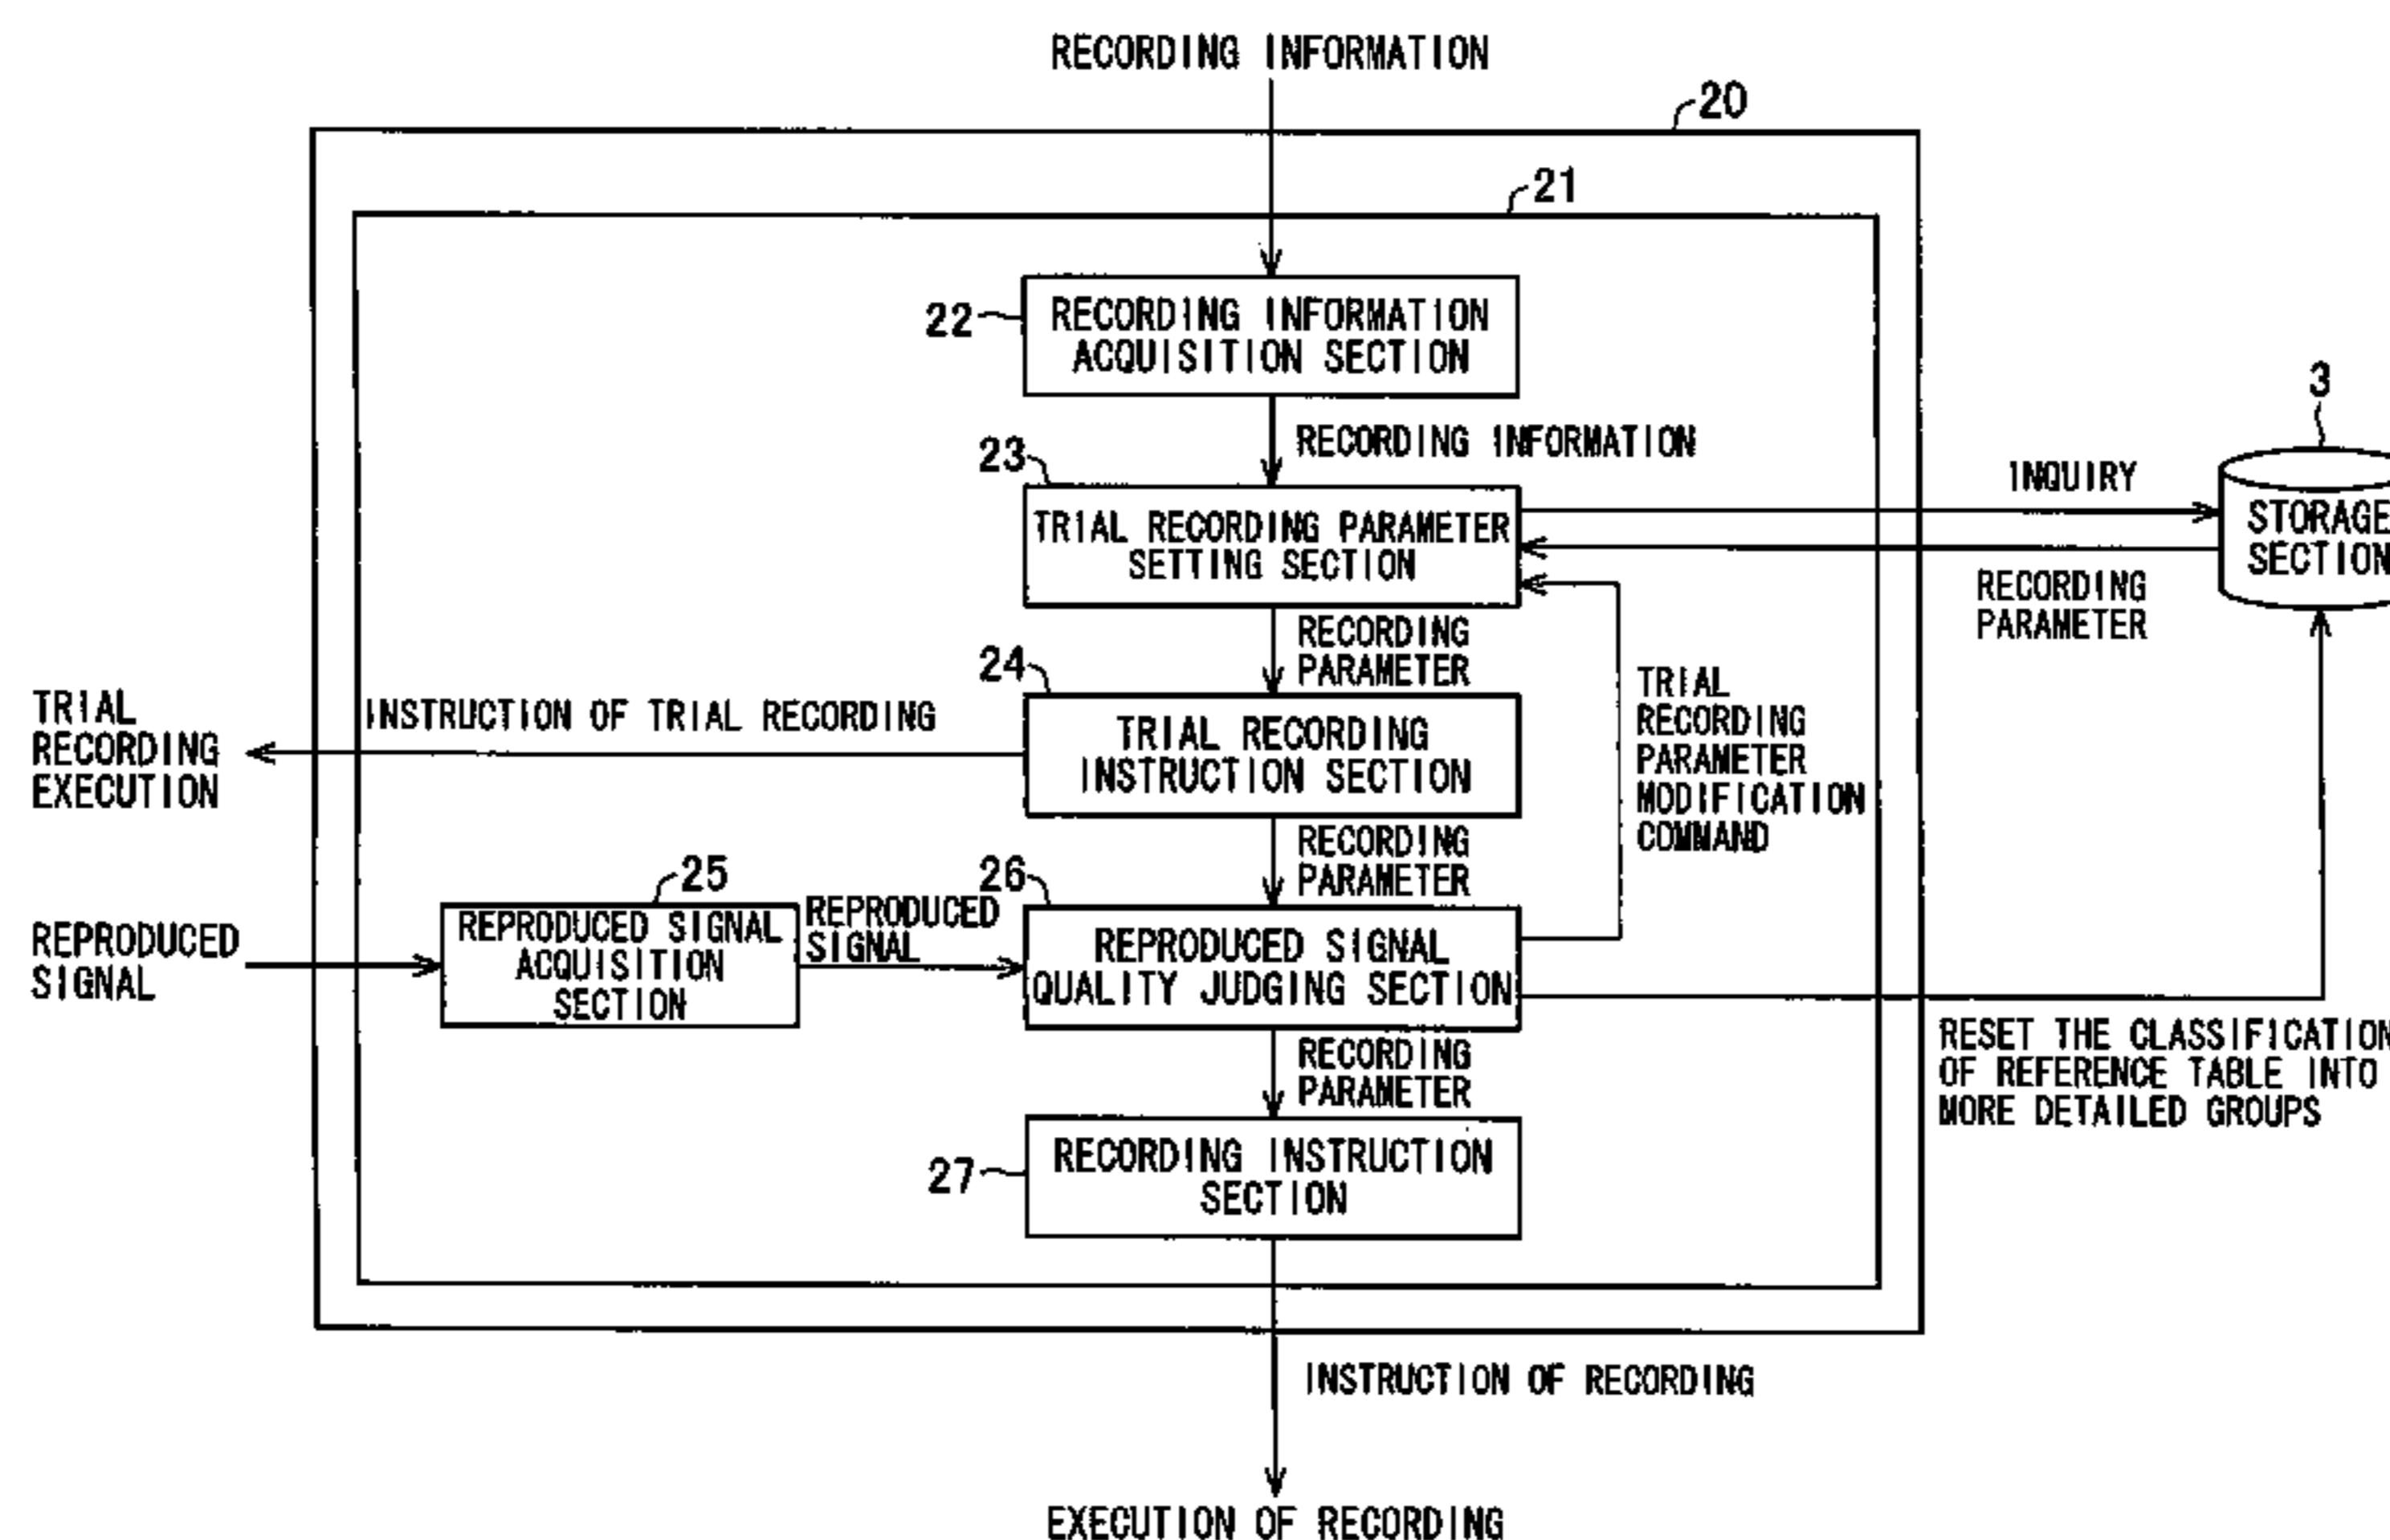 RECORDING INFORMATION
20
21
22
RECORDING INFORMATION
ACQUISITION SECTION
RECORDING INFORMATION
23
TRIAL RECORDING PARAMETER
SETTING SECTION
INQUIRY
3
STORAGE
SECTION
RECORDING
PARAMETER
RECORDING
PARAMETER
24
TRIAL RECORDING
INSTRUCTION SECTION
INSTRUCTION OF TRIAL RECORDING
TRIAL
RECORDING
EXECUTION
TRIAL
RECORDING
PARAMETER
MODIFICATION
COMMAND
RECORDING
PARAMETER
REPRODUCED
SIGNAL
25
REPRODUCED SIGNAL
ACQUISITION
SECTION
REPRODUCED
SIGNAL
26
REPRODUCED SIGNAL
QUALITY JUDGING SECTION
RESET THE CLASSIFICATION
OF REFERENCE TABLE INTO
MORE DETAILED GROUPS
RECORDING
PARAMETER
27
RECORDING INSTRUCTION
SECTION
INSTRUCTION OF RECORDING
EXECUTION OF RECORDING